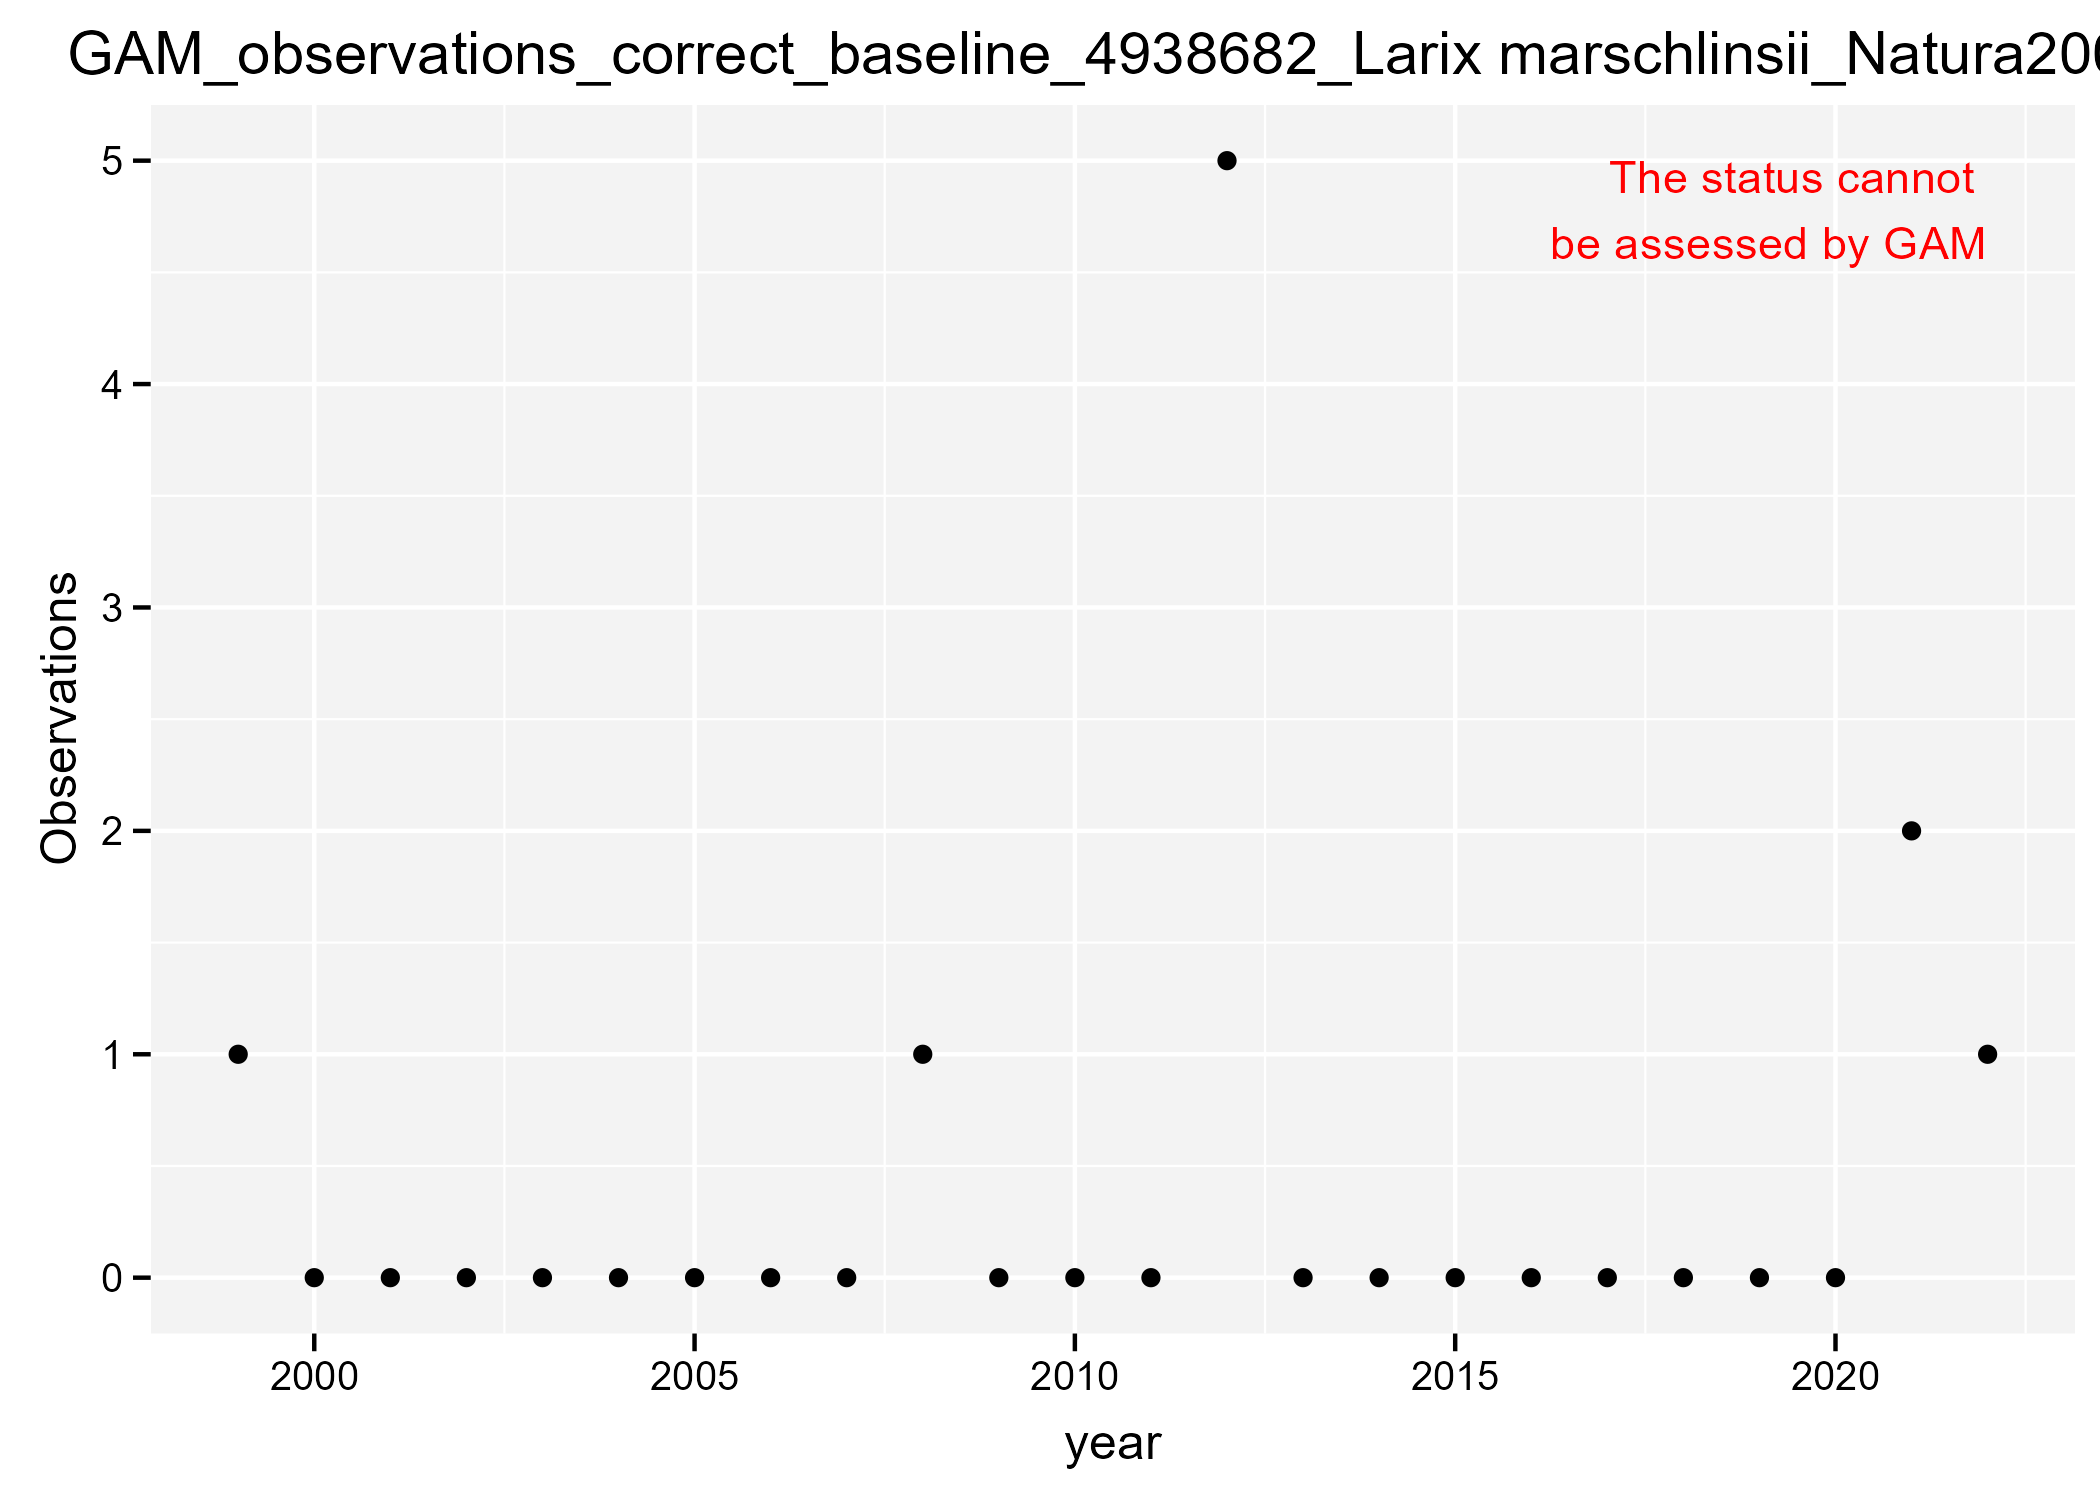 GAM_observations_correct_baseline_4938682_Larix marschlinsii_Natura200
The status cannot
be assessed by GAM
Observations
5
4
3
2
1
0
2000 2005 2010 2015 2020
year